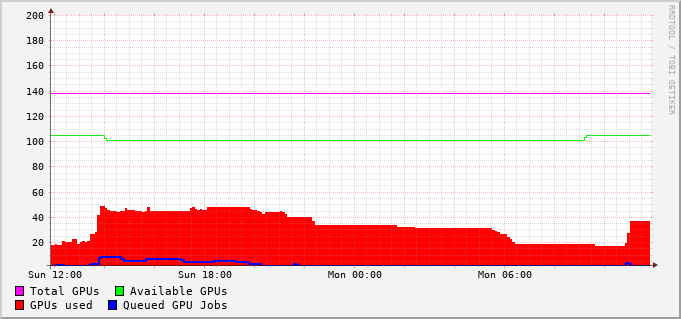 200
180
160
140
120
100
80
60
40
20
Sun 12:00 Sun 18:00 Mon 00:00 Mon 06:00
Total GPUs Available GPUs
GPUs used Queued GPU Jobs
RRDTOOL / TOBI OETIKER